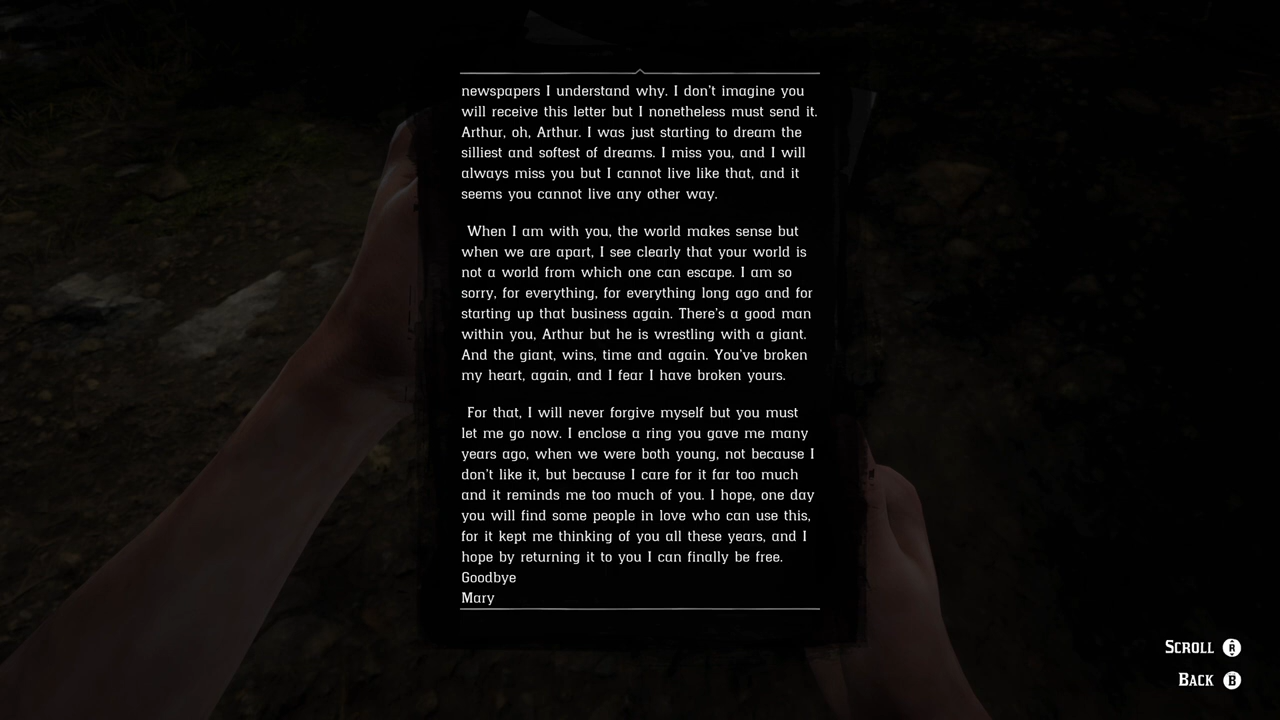 newspapers I understand why. I don't imagine you
will receive this letter but I nonetheless must send it.
Arthur, oh, Arthur. I was just starting to dream the
silliest and softest of dreams. I miss you, and I will
always miss you but I cannot live like that, and it
seems you cannot live any other way.
When I am with you, the world makes sense but
when we are apart, I see clearly that your world is
not a world from which one can escape. I am so
sorry, for everything, for everything long ago and for
starting up that business again. There's a good man
within you, Arthur but he is wrestling with a giant.
And the giant, wins, time and again. You've broken
my heart, again, and I fear I have broken yours.
For that, I will never forgive myself but you must
let me go now. I enclose a ring you gave me many
years ago, when we were both young, not because I
don't like it, but because I care for it far too much
and it reminds me too much of you. I hope, one day
you will find some people in love who can use this,
for it kept me thinking of you all these years, and I
hope by returning it to you I can finally be free.
Goodbye
Mary
SCROLL R
BACK B